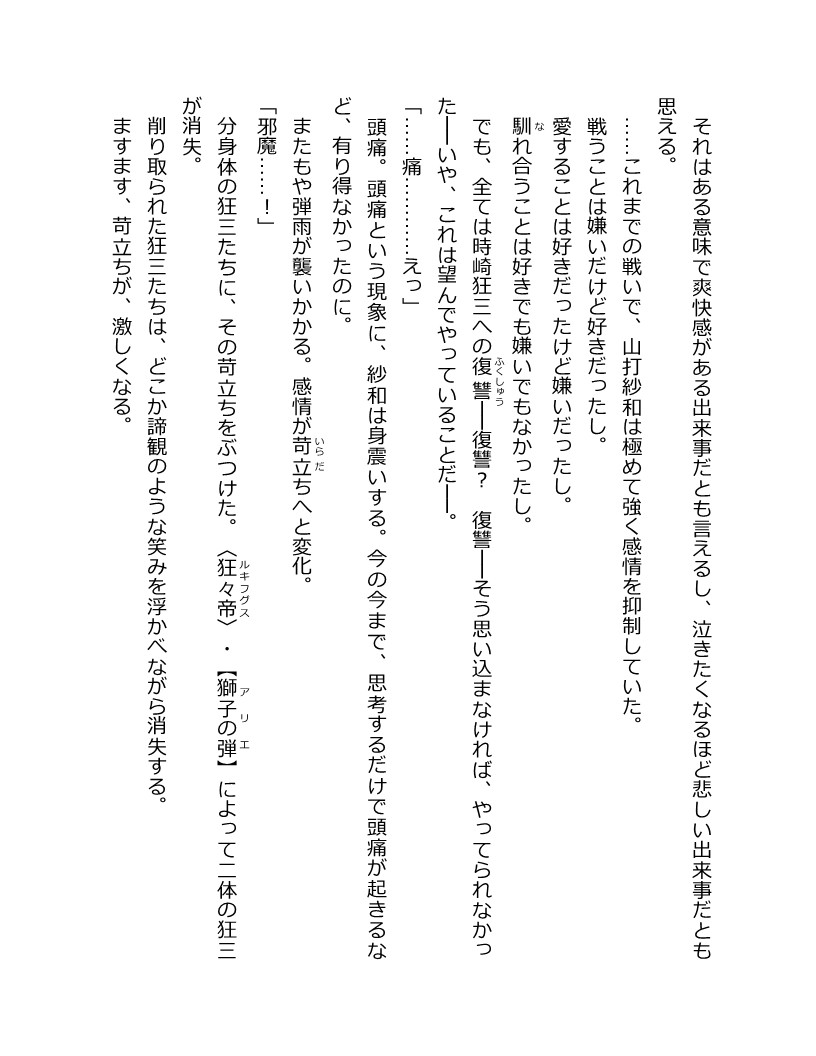 それはある意味で爽快感がある出来事だとも言えるし、泣きたくなるほど悲しい出来事だとも
思える。
……これまでの戦いで、山打紗和は極めて強く感情を抑制していた。
戦うことは嫌いだけど好きだったし。
愛することは好きだったけど嫌いだったし。
馴れ合うことは好きでも嫌いでもなかったし。
でも、全ては時崎狂三への復讐──復讐？　復讐──そう思い込まなければ、やってられなかっ
た──いや、これは望んでやっていることだ──。
「……痛…………えっ」
頭痛。頭痛という現象に、紗和は身震いする。今の今まで、思考するだけで頭痛が起きるな
ど、有り得なかったのに。
またもや弾雨が襲いかかる。感情が苛立ちへと変化。
「邪魔……！」
分身体の狂三たちに、その苛立ちをぶつけた。〈狂々帝〉・【獅子の弾】によって二体の狂三
が消失。
削り取られた狂三たちは、どこか諦観のような笑みを浮かべながら消失する。
ますます、苛立ちが、激しくなる。